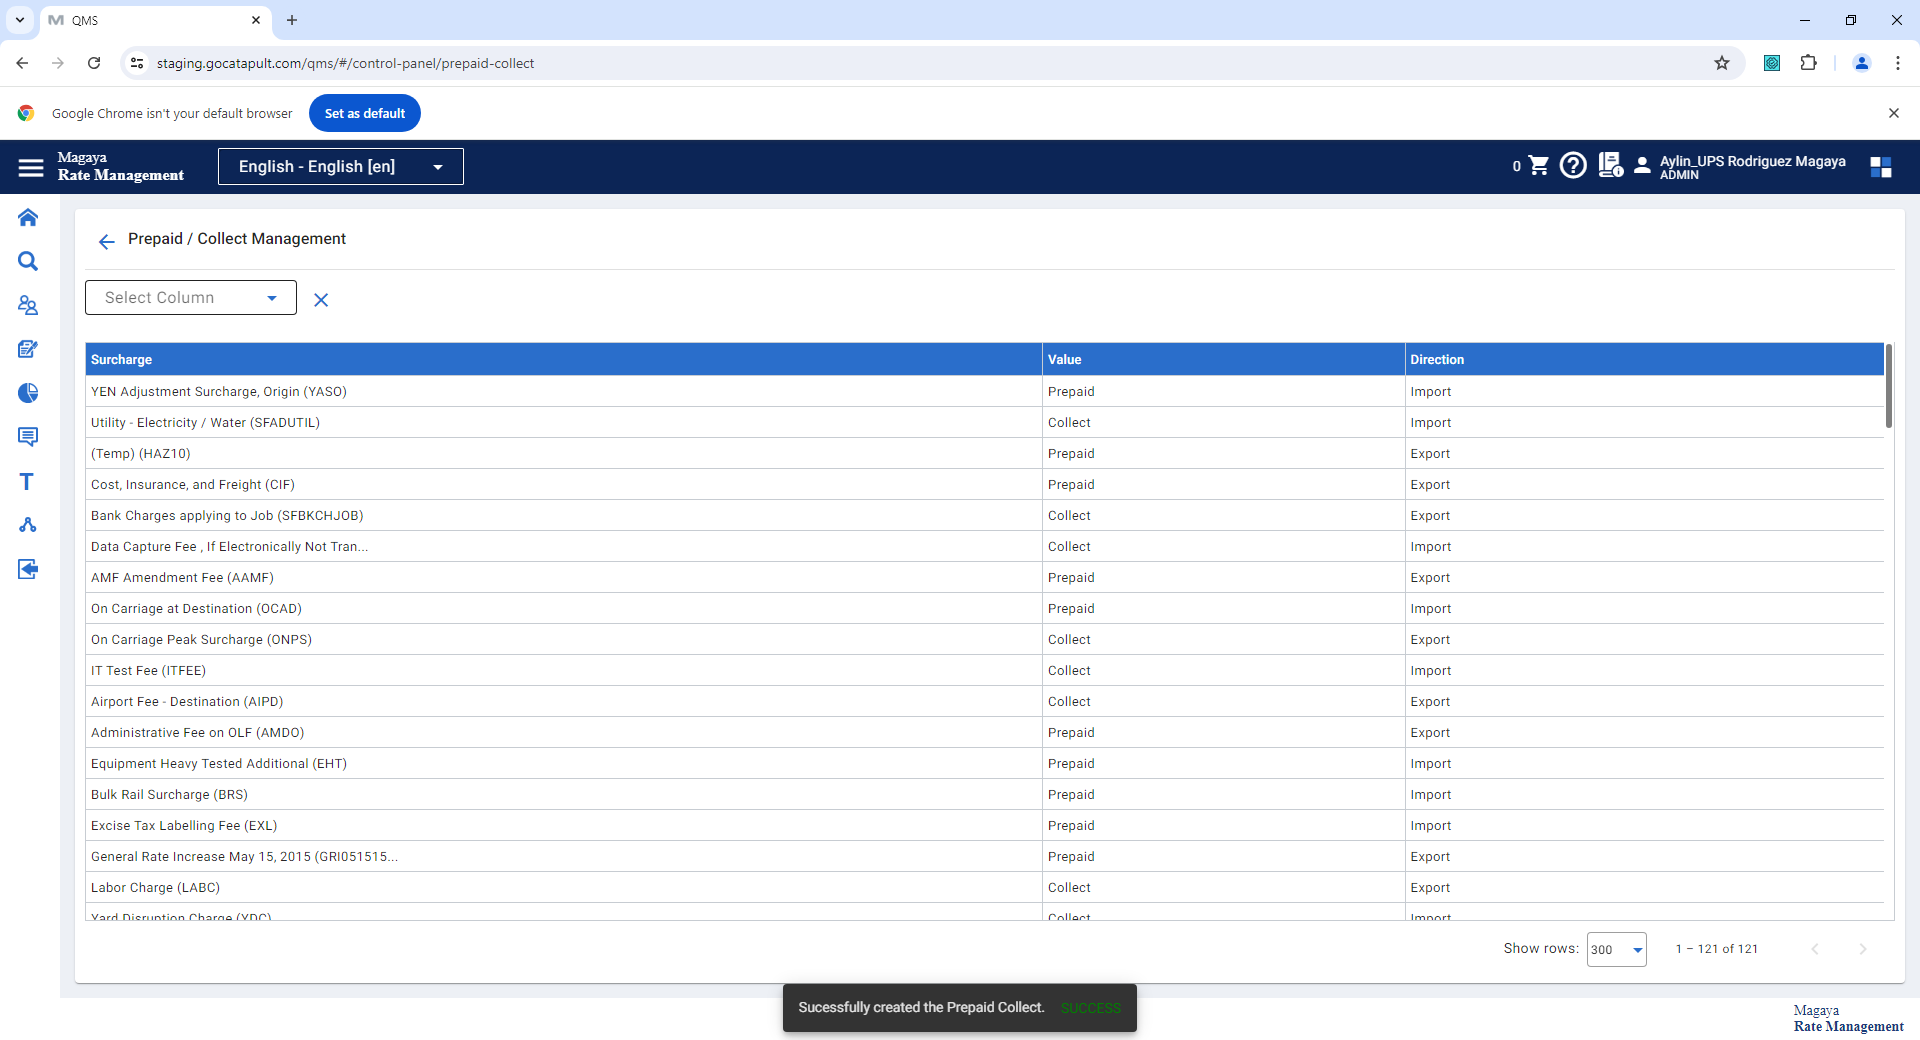 QMS
staging.gocatapult.com/qms/#/control-panel/prepaid-collect
Google Chrome isn't your default browser
Set as default
Magaya
Rate Management
English - English [en]
0
Aylin_UPS Rodriguez Magaya
ADMIN
Prepaid / Collect Management
Select Column
Surcharge Value Direction
YEN Adjustment Surcharge, Origin (YASO) Prepaid Import
Utility - Electricity / Water (SFADUTIL) Collect Import
(Temp) (HAZ10) Prepaid Export
Cost, Insurance, and Freight (CIF) Prepaid Export
Bank Charges applying to Job (SFBKCHJOB) Collect Export
Data Capture Fee , If Electronically Not Tran... Collect Import
AMF Amendment Fee (AAMF) Prepaid Export
On Carriage at Destination (OCAD) Prepaid Import
On Carriage Peak Surcharge (ONPS) Collect Export
IT Test Fee (ITFEE) Collect Import
Airport Fee - Destination (AIPD) Collect Export
Administrative Fee on OLF (AMDO) Prepaid Export
Equipment Heavy Tested Additional (EHT) Prepaid Import
Bulk Rail Surcharge (BRS) Prepaid Import
Excise Tax Labelling Fee (EXL) Prepaid Import
General Rate Increase May 15, 2015 (GRI051515... Prepaid Export
Labor Charge (LABC) Collect Export
Yard Disruption Charge (YDC) Collect Import
Show rows: 300 1 – 121 of 121
Sucessfully created the Prepaid Collect. SUCCESS
Magaya
Rate Management